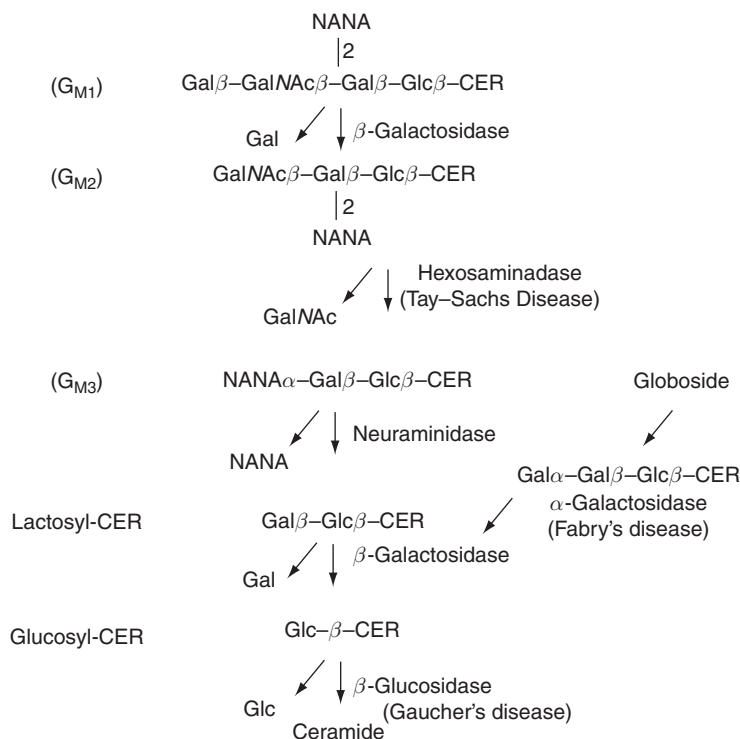 NANA
2
(GM1) Galβ–GalNAcβ–Galβ–Glcβ–CER
Gal β-Galactosidase
(GM2) GalNAcβ–Galβ–Glcβ–CER
2
NANA
Hexosaminadase
(Tay–Sachs Disease)
GalNAc
(GM3) NANAα–Galβ–Glcβ–CER Globoside
Neuraminidase
NANA
Galα–Galβ–Glcβ–CER
α-Galactosidase
(Fabry's disease)
Lactosyl-CER Galβ–Glcβ–CER
β-Galactosidase
Gal
Glucosyl-CER Glc–β–CER
β-Glucosidase
(Gaucher's disease)
Glc
Ceramide